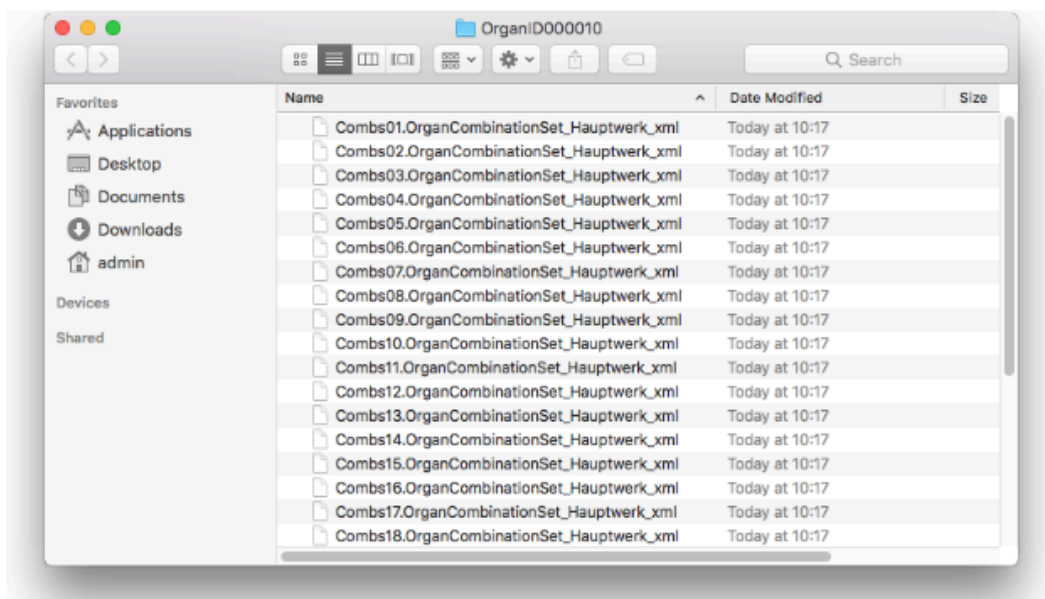 OrganID000010
Search
Favorites
Applications
Desktop
Documents
Downloads
admin
Devices
Shared
Name Date Modified Size
Combs01.OrganCombinationSet_Hauptwerk_xml Today at 10:17
Combs02.OrganCombinationSet_Hauptwerk_xml Today at 10:17
Combs03.OrganCombinationSet_Hauptwerk_xml Today at 10:17
Combs04.OrganCombinationSet_Hauptwerk_xml Today at 10:17
Combs05.OrganCombinationSet_Hauptwerk_xml Today at 10:17
Combs06.OrganCombinationSet_Hauptwerk_xml Today at 10:17
Combs07.OrganCombinationSet_Hauptwerk_xml Today at 10:17
Combs08.OrganCombinationSet_Hauptwerk_xml Today at 10:17
Combs09.OrganCombinationSet_Hauptwerk_xml Today at 10:17
Combs10.OrganCombinationSet_Hauptwerk_xml Today at 10:17
Combs11.OrganCombinationSet_Hauptwerk_xml Today at 10:17
Combs12.OrganCombinationSet_Hauptwerk_xml Today at 10:17
Combs13.OrganCombinationSet_Hauptwerk_xml Today at 10:17
Combs14.OrganCombinationSet_Hauptwerk_xml Today at 10:17
Combs15.OrganCombinationSet_Hauptwerk_xml Today at 10:17
Combs16.OrganCombinationSet_Hauptwerk_xml Today at 10:17
Combs17.OrganCombinationSet_Hauptwerk_xml Today at 10:17
Combs18.OrganCombinationSet_Hauptwerk_xml Today at 10:17